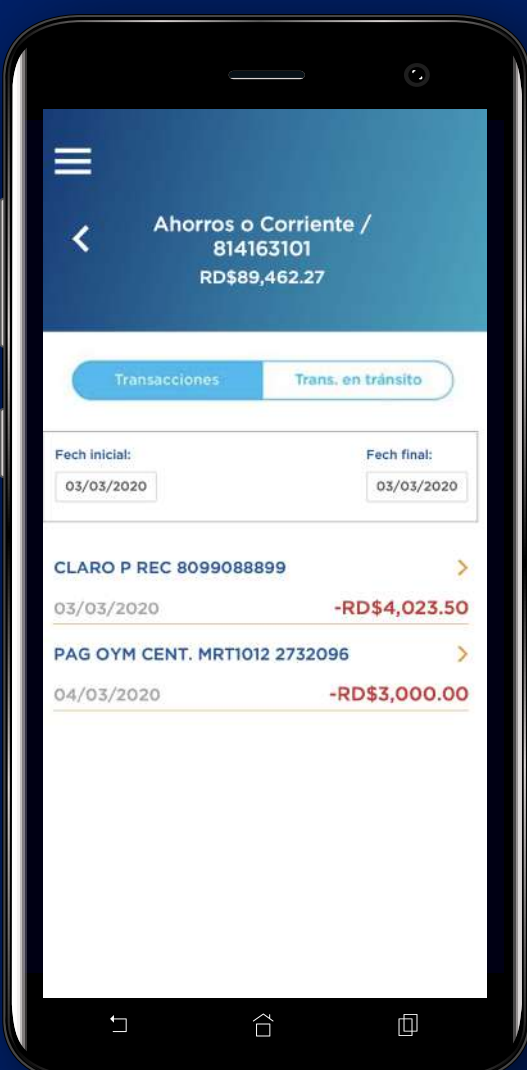 Ahorros o Corriente /
814163101
RD$89,462.27
Transacciones
Trans. en tránsito
Fech inicial:
Fech final:
03/03/2020
03/03/2020
CLARO P REC 8099088899
03/03/2020
-RD$4,023.50
PAG OYM CENT. MRT1012 2732096
04/03/2020
-RD$3,000.00